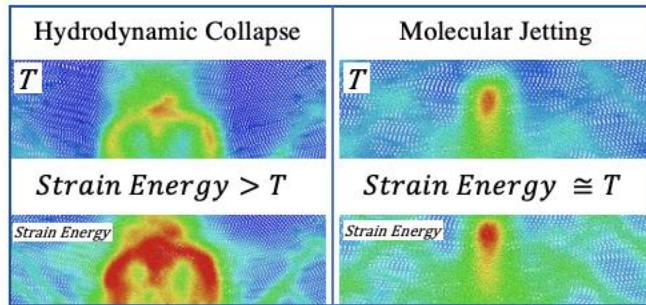 Hydrodynamic Collapse
T
Strain Energy > T
Strain Energy
Molecular Jetting
T
Strain Energy ≅ T
Strain Energy